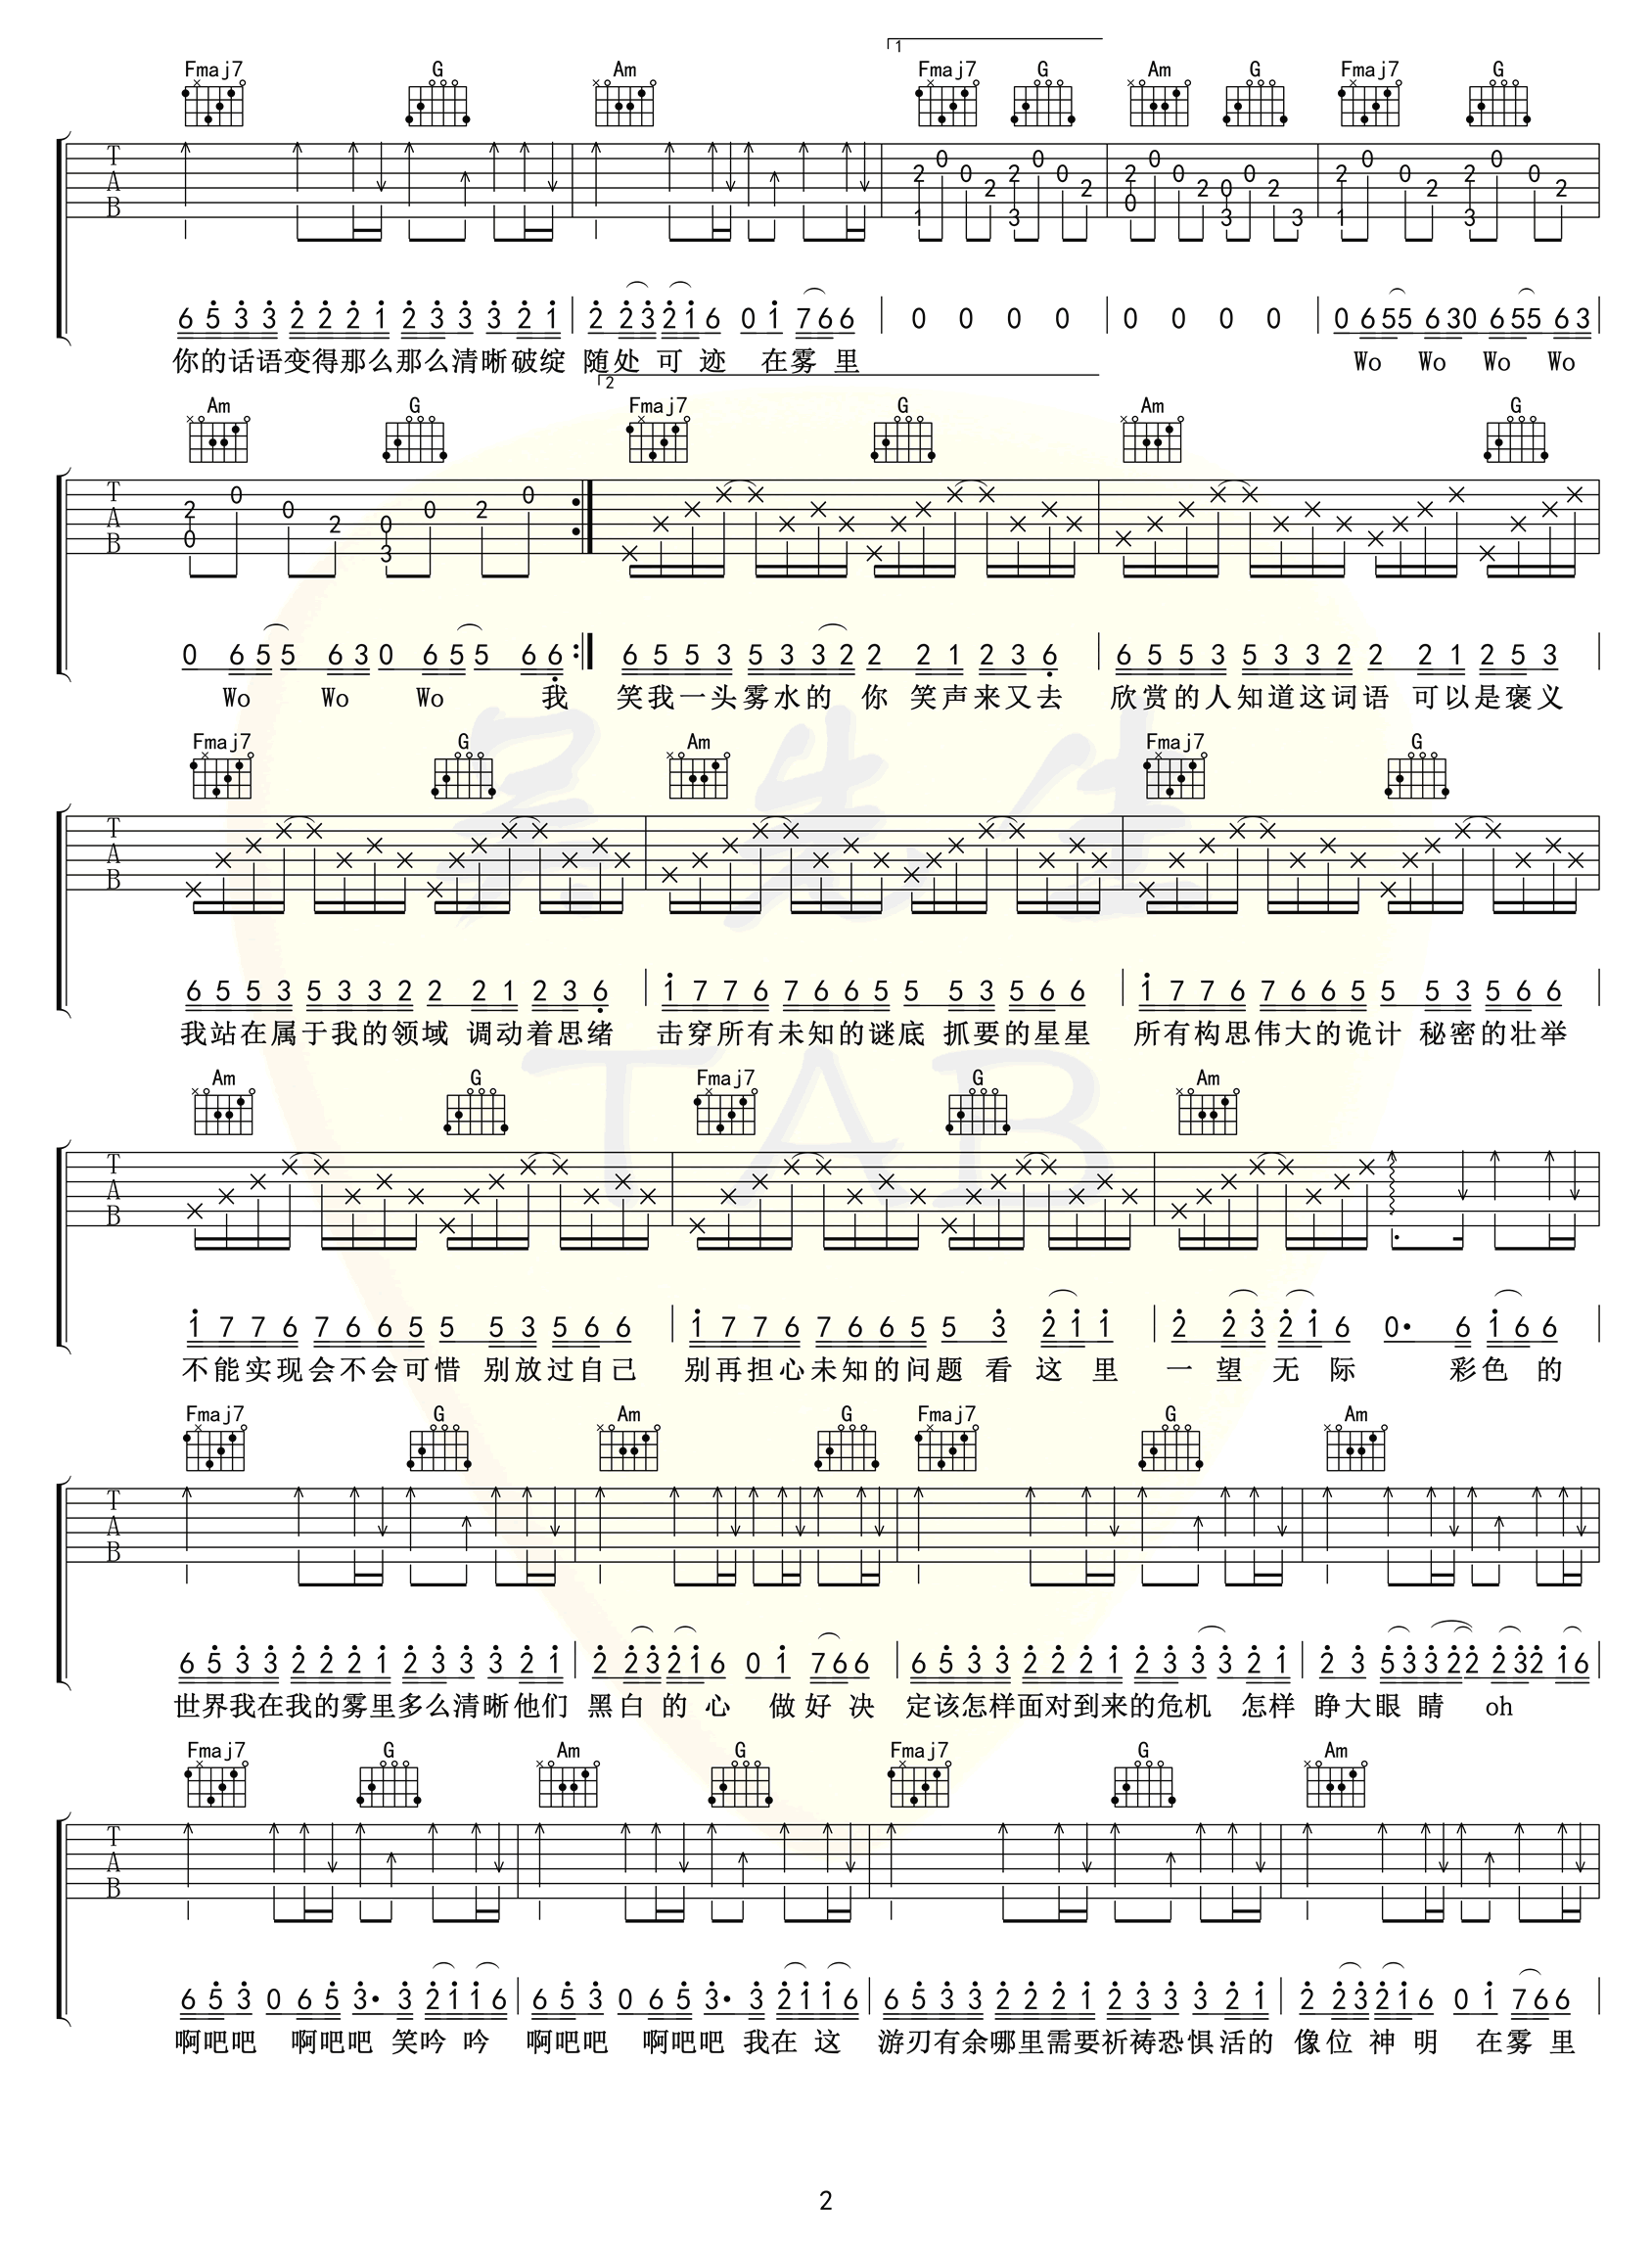 1
Fmaj7 G Am Fmaj7 G Am G Fmaj7 G
T A B 2 0 0 2 2 0 0 2 1 3 2 0 0 2 0 0 2 3 0 3 2 0 0 2 2 0 0 2 1 3
6 5 3 3 2 2 2 1 2 3 3 3 2 1 2 2 3 2 1 6 0 1 7 6 6 0 0 0 0 0 0 0 0 0 6 5 5 6 3 0 6 5 5 6 3
你的话语变得那么那么清晰破绽 随处 可 迹 在雾 里 Wo Wo Wo Wo
2
Am G Fmaj7 G Am G
T A B 2 0 0 0 2 0 3 0 2 0
0 6 5 5 6 3 0 6 5 5 6 6 6 5 5 3 5 3 3 2 2 2 1 2 3 6 6 5 5 3 5 3 3 2 2 2 1 2 5 3
Wo Wo Wo 我 笑我一头雾水的 你 笑声来又去 欣赏的人知道这词语 可以是褒义
吴先生
Fmaj7 G Am Fmaj7 G
T A B
6 5 5 3 5 3 3 2 2 2 1 2 3 6 1 7 7 6 7 6 6 5 5 5 3 5 6 6 1 7 7 6 7 6 6 5 5 5 3 5 6 6
我站在属于我的领域 调动着思绪 击穿所有未知的谜底 抓要的星星 所有构思伟大的诡计 秘密的壮举
TAB
Am G Fmaj7 G Am
T A B
1 7 7 6 7 6 6 5 5 5 3 5 6 6 1 7 7 6 7 6 6 5 5 3 2 1 1 2 2 3 2 1 6 0• 6 1 6 6
不能实现会不会可惜 别放过自己 别再担心未知的问题 看 这 里 一 望 无 际 彩色 的
Fmaj7 G Am G Fmaj7 G Am
T A B
6 5 3 3 2 2 2 1 2 3 3 3 2 1 2 2 3 2 1 6 0 1 7 6 6 6 5 3 3 2 2 2 1 2 3 3 3 2 1 2 3 5 3 3 2 2 2 3 2 1 6
世界我在我的雾里多么清晰他们 黑白 的 心 做 好 决 定该怎样面对到来的危机 怎样 睁大眼 睛 oh
Fmaj7 G Am G Fmaj7 G Am
T A B
6 5 3 0 6 5 3• 3 2 1 1 6 6 5 3 0 6 5 3• 3 2 1 1 6 6 5 3 3 2 2 2 1 2 3 3 3 2 1 2 2 3 2 1 6 0 1 7 6 6
啊吧吧 啊吧吧 笑吟 吟 啊吧吧 啊吧吧 我在 这 游刃有余哪里需要祈祷恐惧活的 像位 神 明 在雾 里
2